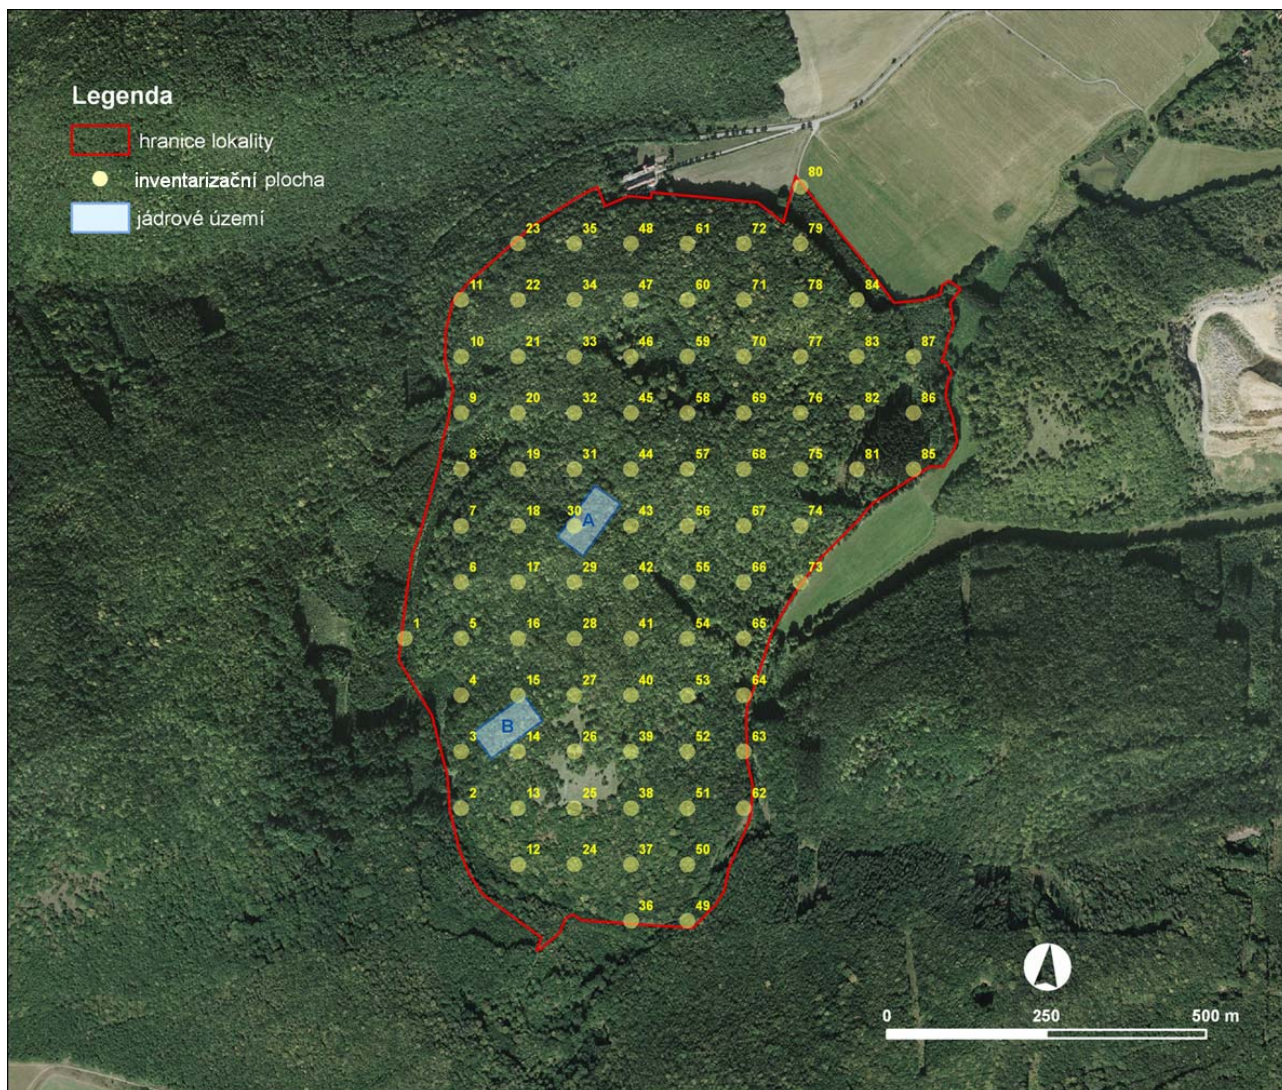 Legenda
hranice lokality
inventarizační plocha
jádrové území
80
23 35 48 61 72 79
11 22 34 47 60 71 78 84
10 21 33 46 59 70 77 83 87
9 20 32 45 58 69 76 82 86
8 19 31 44 57 68 75 81 85
7 18 30 A 43 56 67 74
6 17 29 42 55 66 73
1 5 16 28 41 54 65
4 15 27 40 53 64
B
3 14 26 39 52 63
2 13 25 38 51 62
12 24 37 50
36 49
0 250 500 m